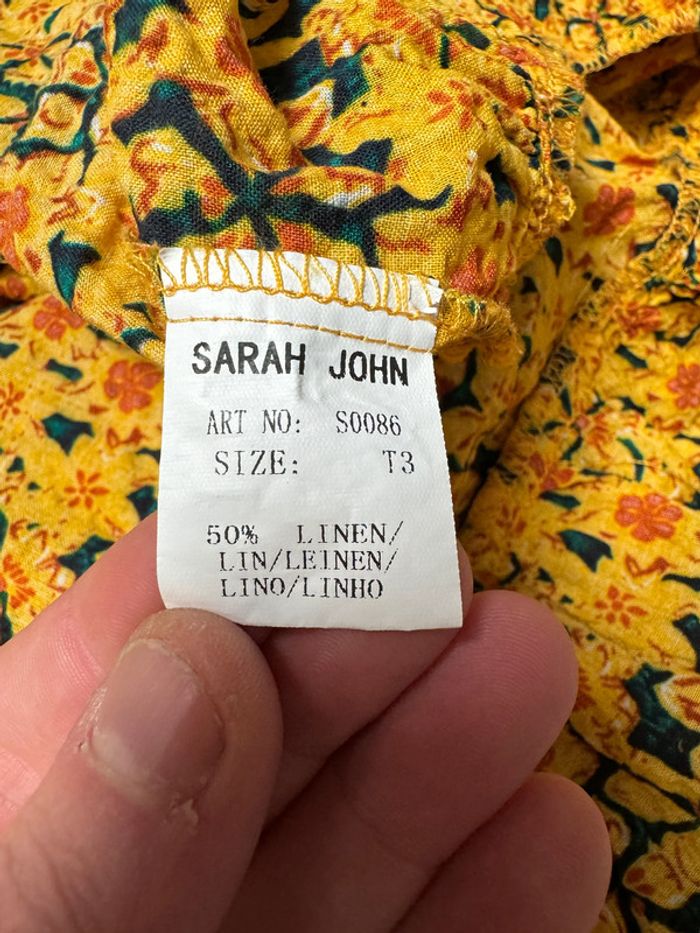 SARAH JOHN
ART NO: S0086
SIZE: T3
50% LINEN/
LIN/LEINEN/
LINO/LINHO